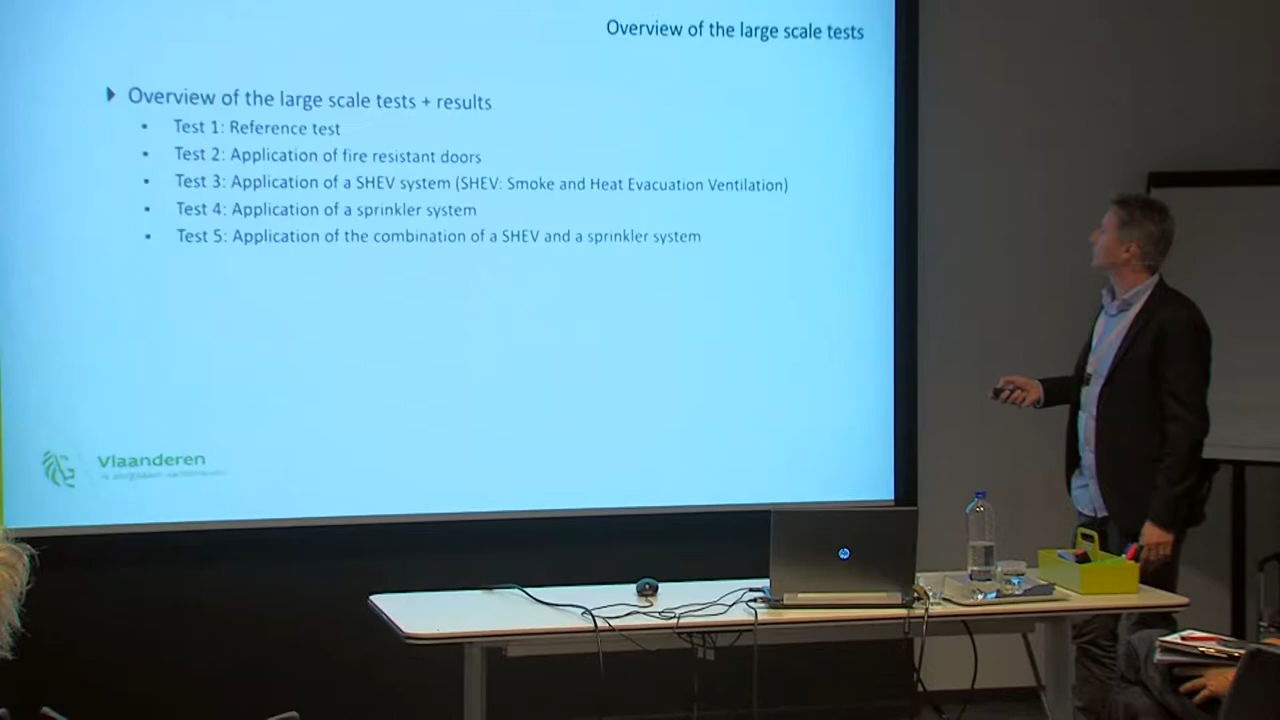 Overview of the large scale tests
Overview of the large scale tests + results
Test 1: Reference test
Test 2: Application of fire resistant doors
Test 3: Application of a SHEV system (SHEV: Smoke and Heat Evacuation Ventilation)
Test 4: Application of a sprinkler system
Test 5: Application of the combination of a SHEV and a sprinkler system
Vlaanderen
hp